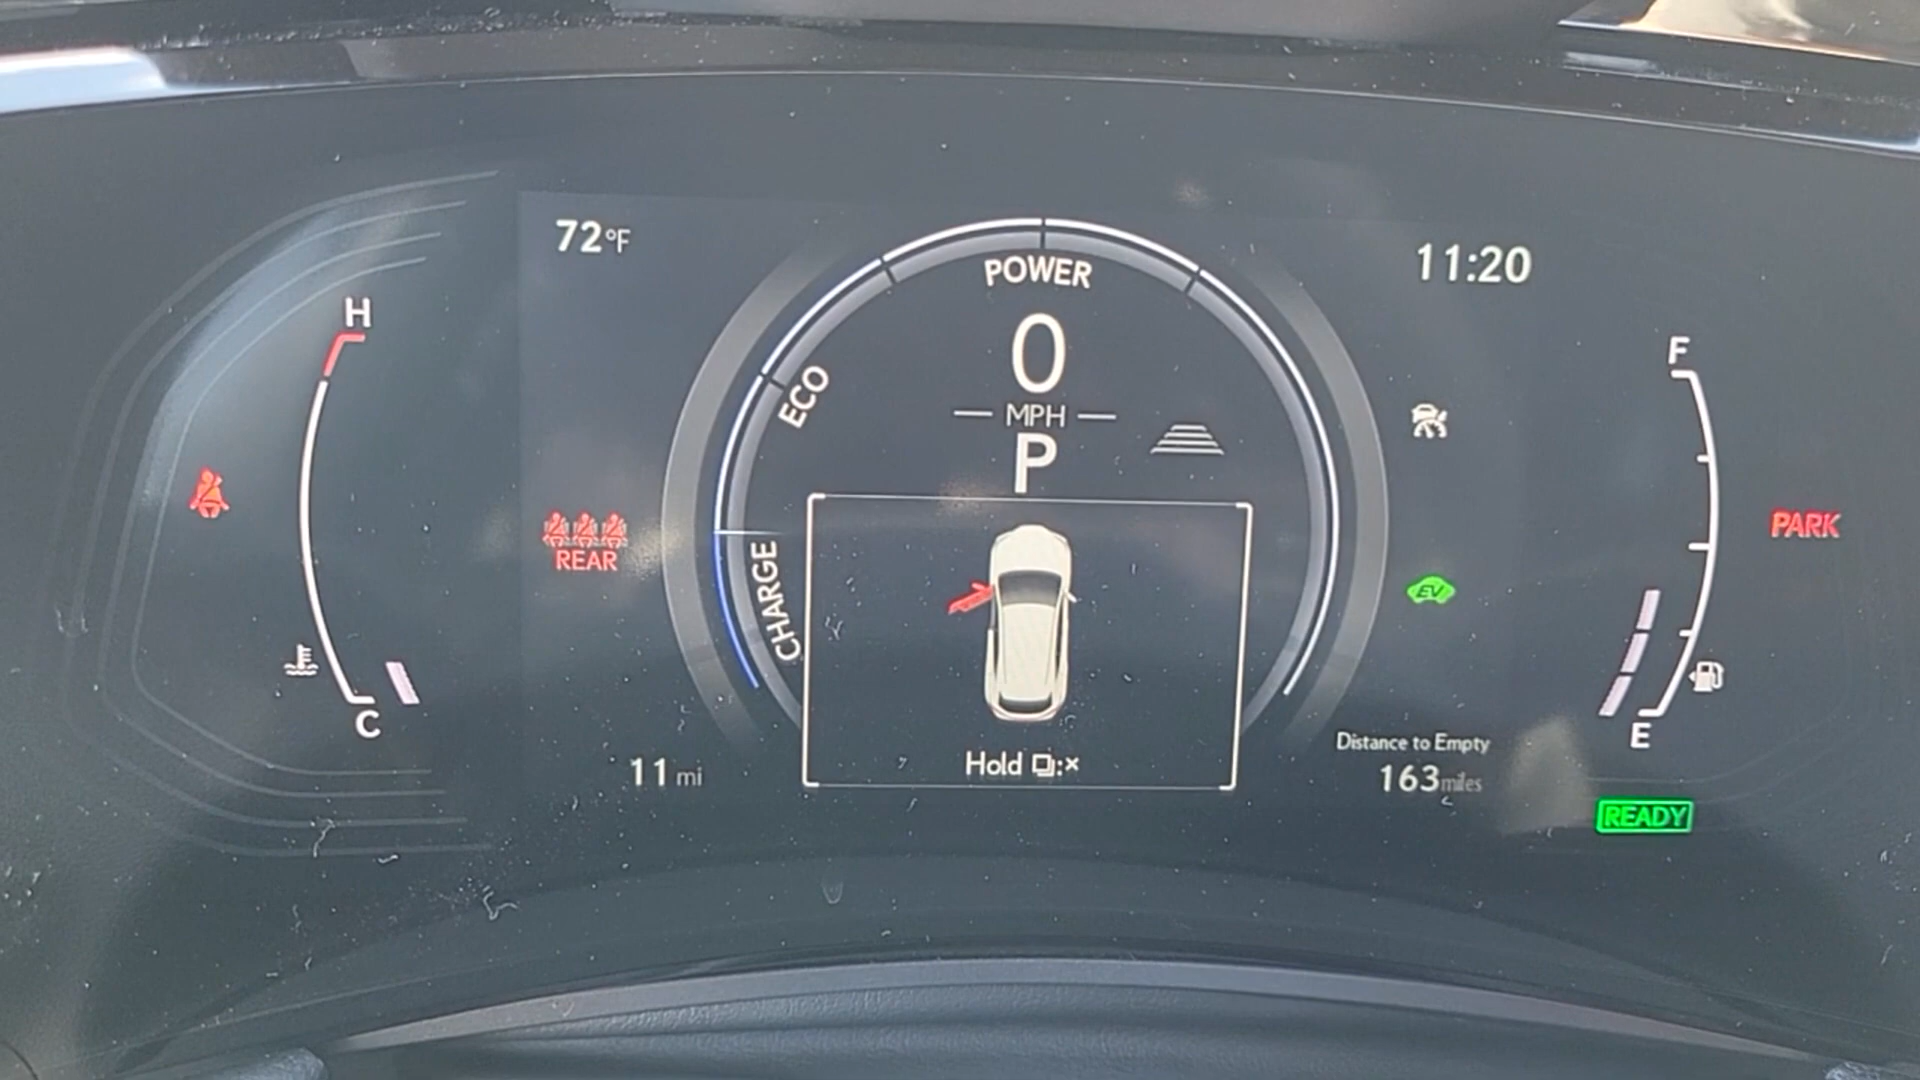 72°F
11:20
POWER
H
0
F
ECO
MPH
P
PARK
REAR
CHARGE
EV
C
E
Distance to Empty
11 mi
Hold :×
163 miles
READY